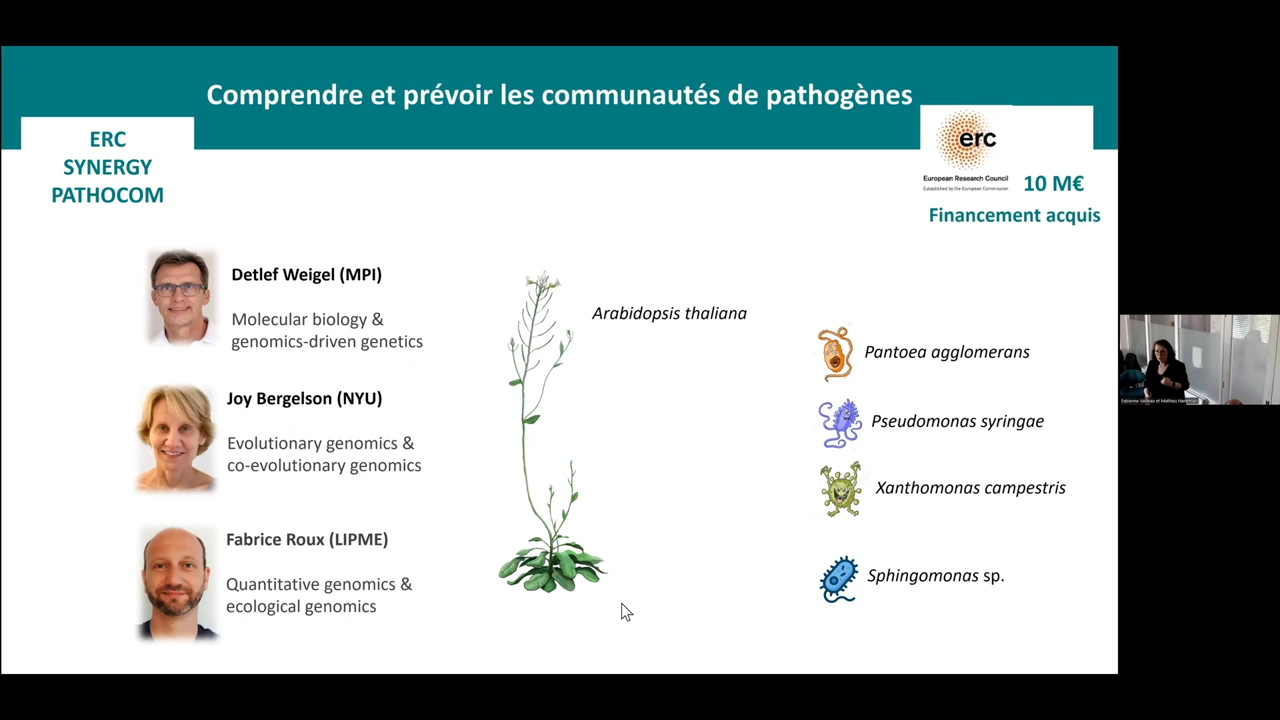 Comprendre et prévoir les communautés de pathogènes
ERC
SYNERGY
PATHOCOM
erc
European Research Council
Established by the European Commission
10 M€
Financement acquis
Detlef Weigel (MPI)
Molecular biology &
genomics-driven genetics
Joy Bergelson (NYU)
Evolutionary genomics &
co-evolutionary genomics
Fabrice Roux (LIPME)
Quantitative genomics &
ecological genomics
Arabidopsis thaliana
Pantoea agglomerans
Pseudomonas syringae
Xanthomonas campestris
Sphingomonas sp.